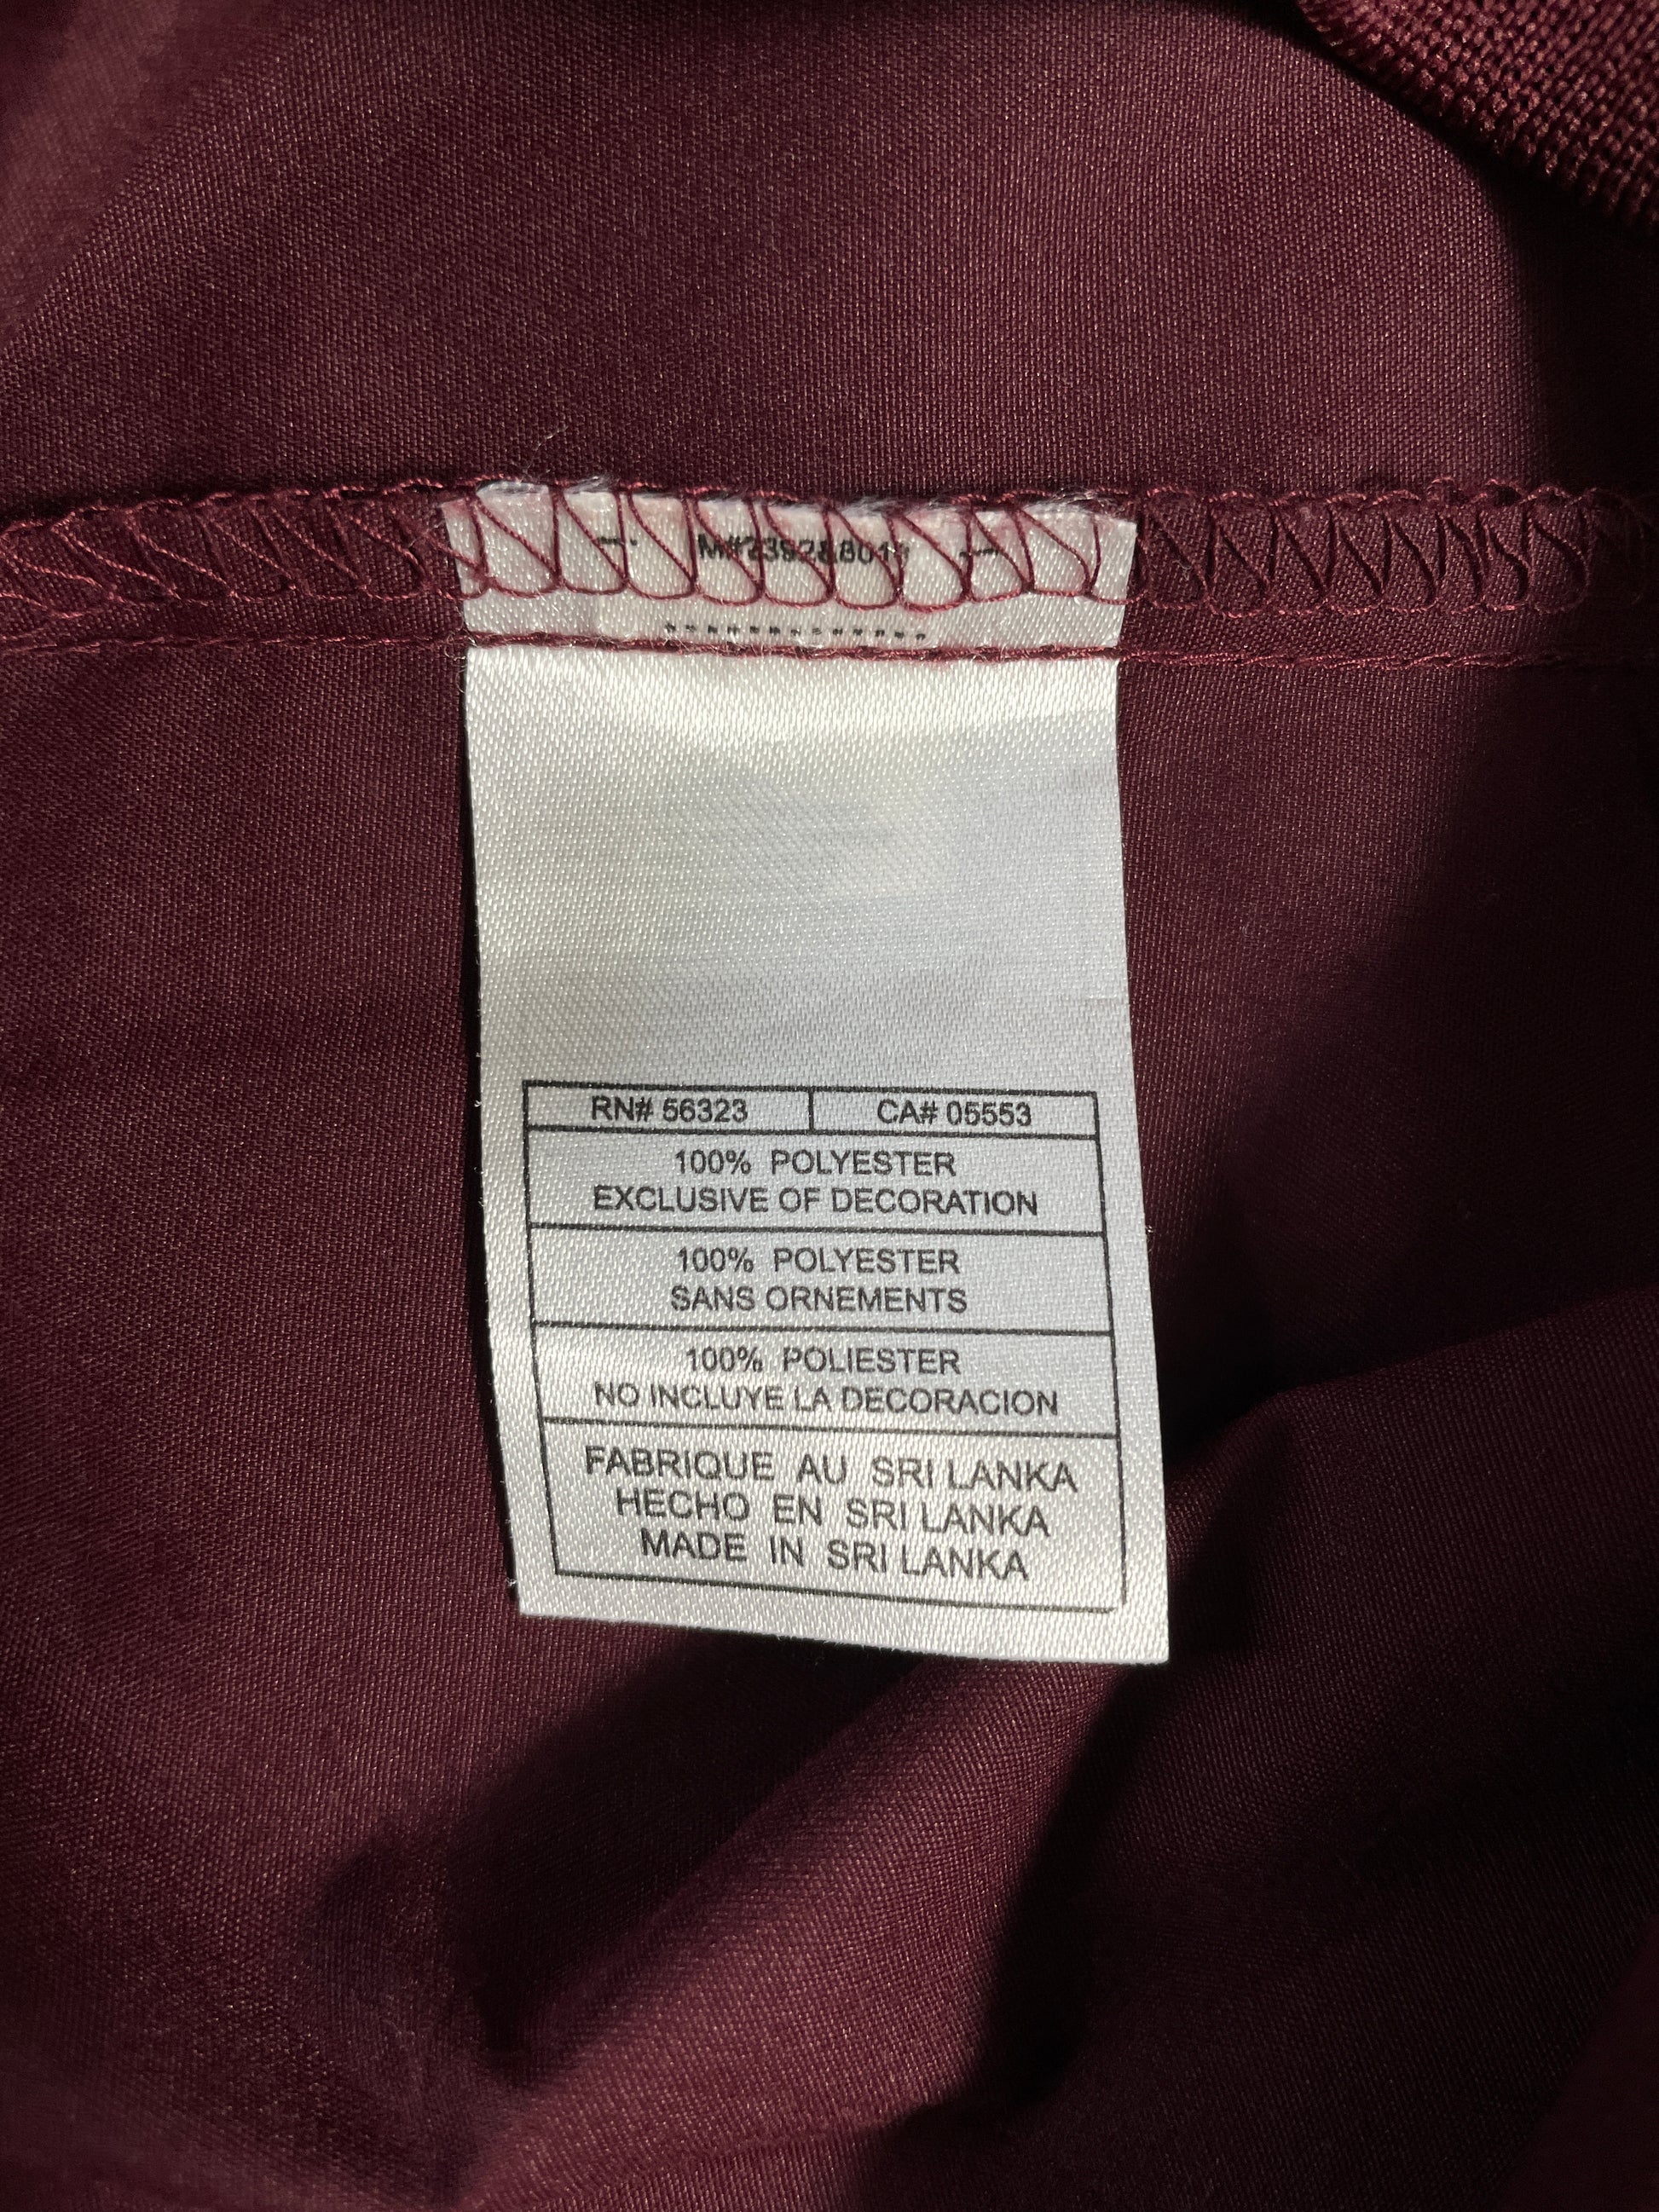 RN# 56323 CA# 05553
100% POLYESTER
EXCLUSIVE OF DECORATION
100% POLYESTER
SANS ORNEMENTS
100% POLIESTER
NO INCLUYE LA DECORACION
FABRIQUE AU SRI LANKA
HECHO EN SRI LANKA
MADE IN SRI LANKA